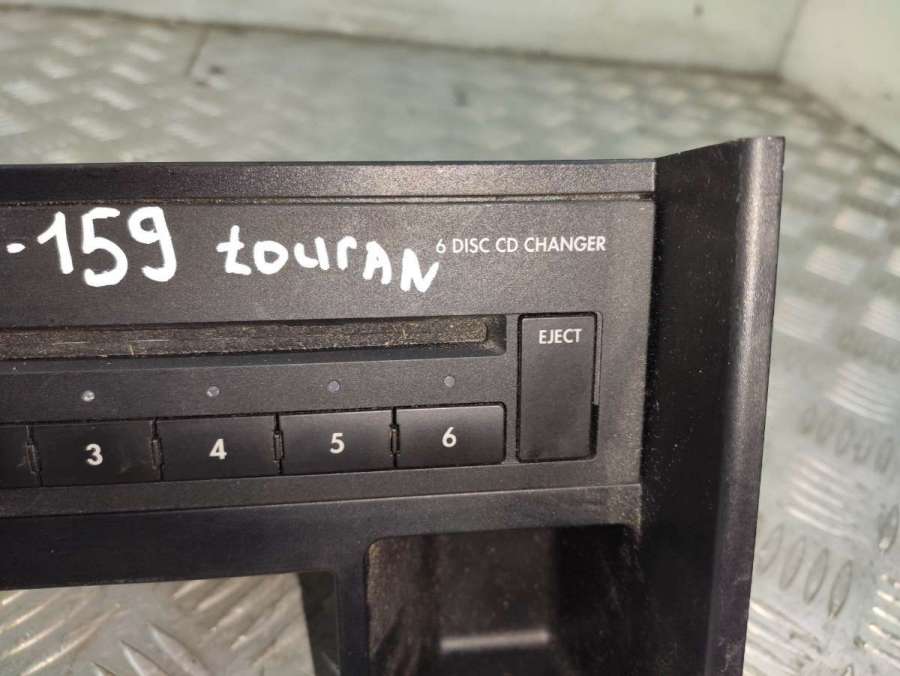 -159 touran
6 DISC CD CHANGER
EJECT
3 4 5 6